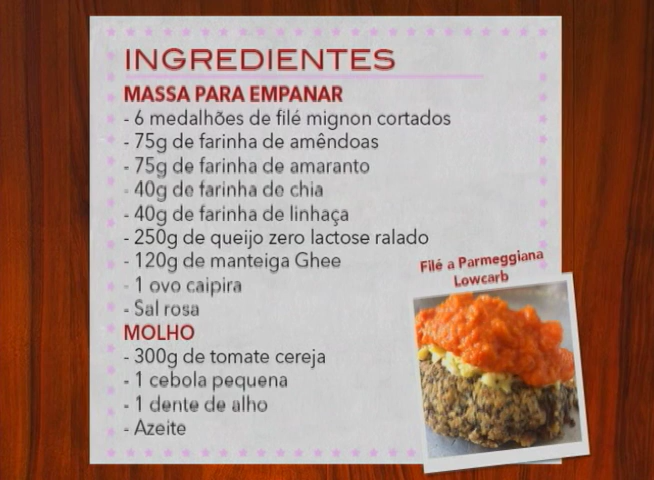 INGREDIENTES
MASSA PARA EMPANAR
- 6 medalhões de filé mignon cortados
- 75g de farinha de amêndoas
- 75g de farinha de amaranto
- 40g de farinha de chia
- 40g de farinha de linhaça
- 250g de queijo zero lactose ralado
- 120g de manteiga Ghee
- 1 ovo caipira
- Sal rosa
MOLHO
- 300g de tomate cereja
- 1 cebola pequena
- 1 dente de alho
- Azeite
Filé a Parmeggiana
Lowcarb